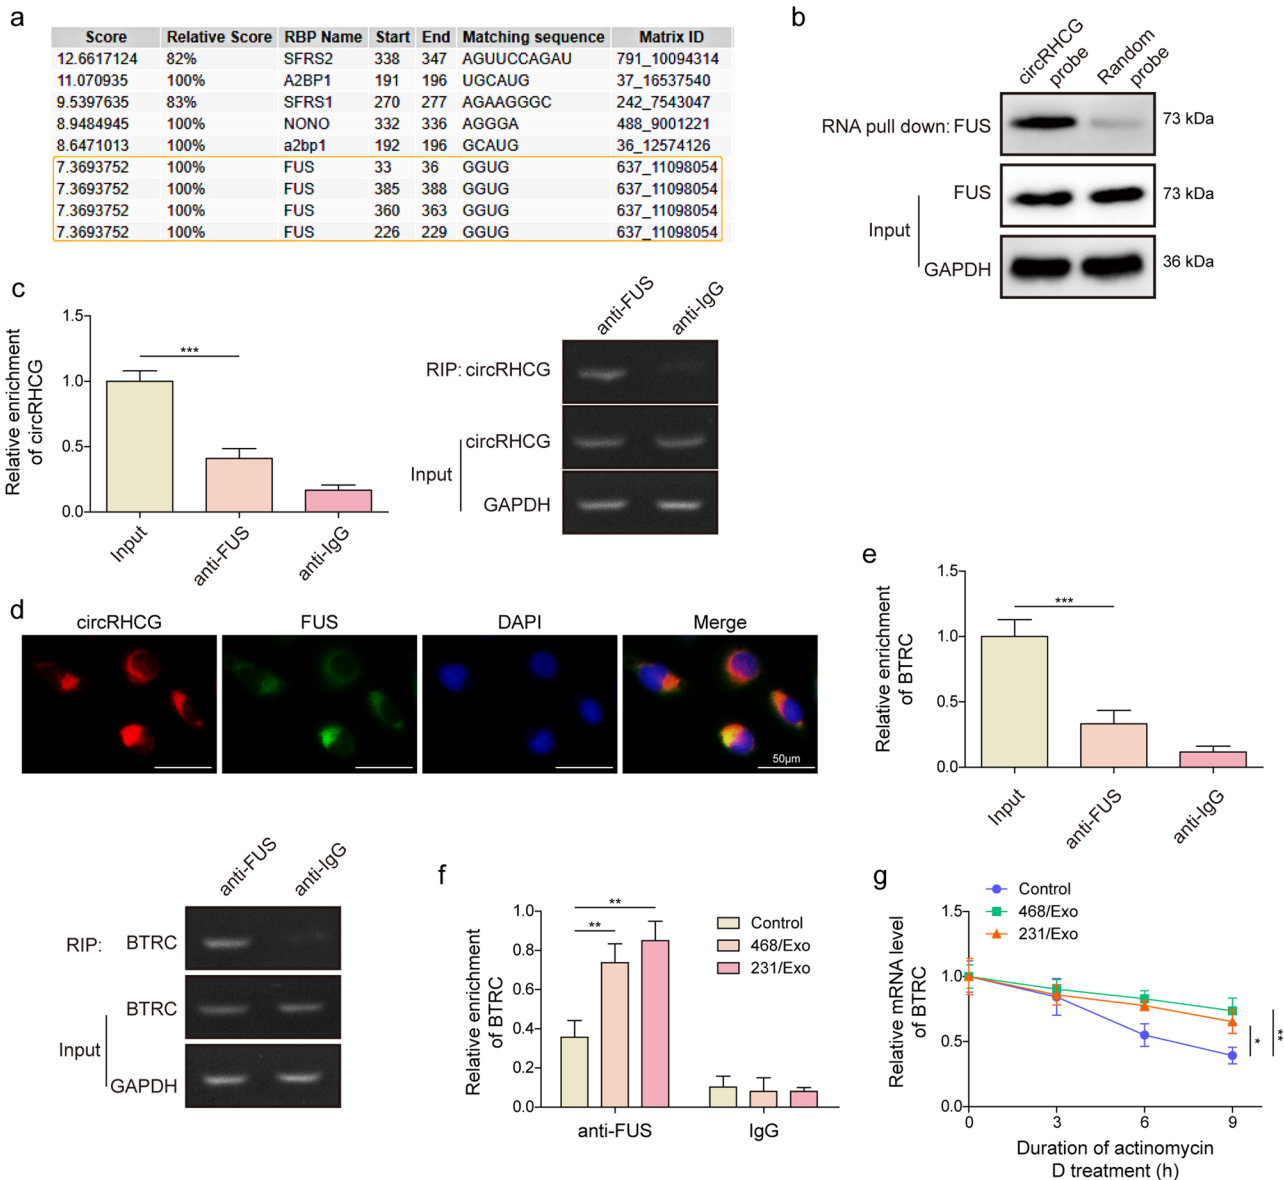 a
Score Relative Score RBP Name Start End Matching sequence Matrix ID
12.6617124 82% SFRS2 338 347 AGUUCCAGAU 791_10094314
11.070935 100% A2BP1 191 196 UGCAUG 37_16537540
9.5397635 83% SFRS1 270 277 AGAAGGGC 242_7543047
8.9484945 100% NONO 332 336 AGGGA 488_9001221
8.6471013 100% a2bp1 192 196 GCAUG 36_12574126
7.3693752 100% FUS 33 36 GGUG 637_11098054
7.3693752 100% FUS 385 388 GGUG 637_11098054
7.3693752 100% FUS 360 363 GGUG 637_11098054
7.3693752 100% FUS 226 229 GGUG 637_11098054
b
circRHCG
probe
Random
probe
RNA pull down: FUS 73 kDa
FUS 73 kDa
Input
GAPDH 36 kDa
c
Relative enrichment
of circRHCG
1.5
1.0
0.5
0.0
***
Input anti-FUS anti-IgG
anti-FUS anti-IgG
RIP: circRHCG
circRHCG
Input
GAPDH
d
circRHCG FUS DAPI Merge
50μm
e
Relative enrichment
of BTRC
1.5
1.0
0.5
0.0
***
Input anti-FUS anti-IgG
anti-FUS anti-IgG
RIP: BTRC
BTRC
Input
GAPDH
f
Relative enrichment
of BTRC
1.0
0.8
0.6
0.4
0.2
0.0
**
**
Control
468/Exo
231/Exo
anti-FUS IgG
g
Control
468/Exo
231/Exo
Relative mRNA level
of BTRC
1.5
1.0
0.5
0.0
*
**
0 3 6 9
Duration of actinomycin
D treatment (h)